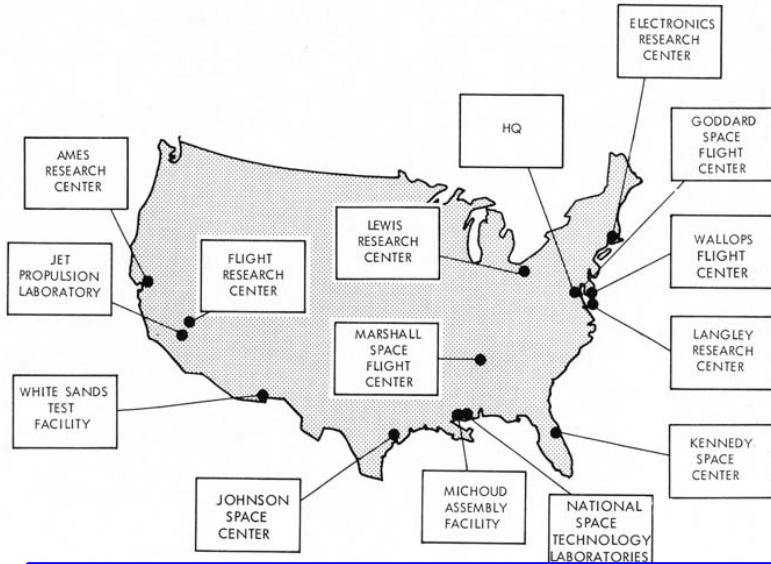 ELECTRONICS
RESEARCH
CENTER
HQ
GODDARD
SPACE
FLIGHT
CENTER
AMES
RESEARCH
CENTER
LEWIS
RESEARCH
CENTER
WALLOPS
FLIGHT
CENTER
JET
PROPULSION
LABORATORY
FLIGHT
RESEARCH
CENTER
MARSHALL
SPACE
FLIGHT
CENTER
LANGLEY
RESEARCH
CENTER
WHITE SANDS
TEST
FACILITY
KENNEDY
SPACE
CENTER
JOHNSON
SPACE
CENTER
MICHOUD
ASSEMBLY
FACILITY
NATIONAL
SPACE
TECHNOLOGY
LABORATORIES